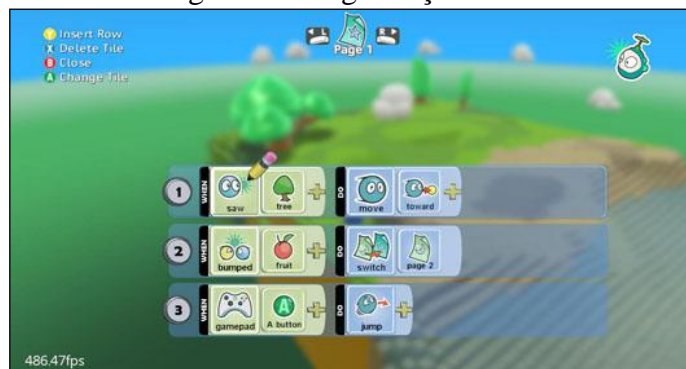 Y Insert Row
X Delete Tile
B Close
A Change Tile
L Page 1 R
1 WHEN saw tree DO move toward
2 WHEN bumped fruit DO switch page 2
3 WHEN gamepad A A button DO jump
486.47fps